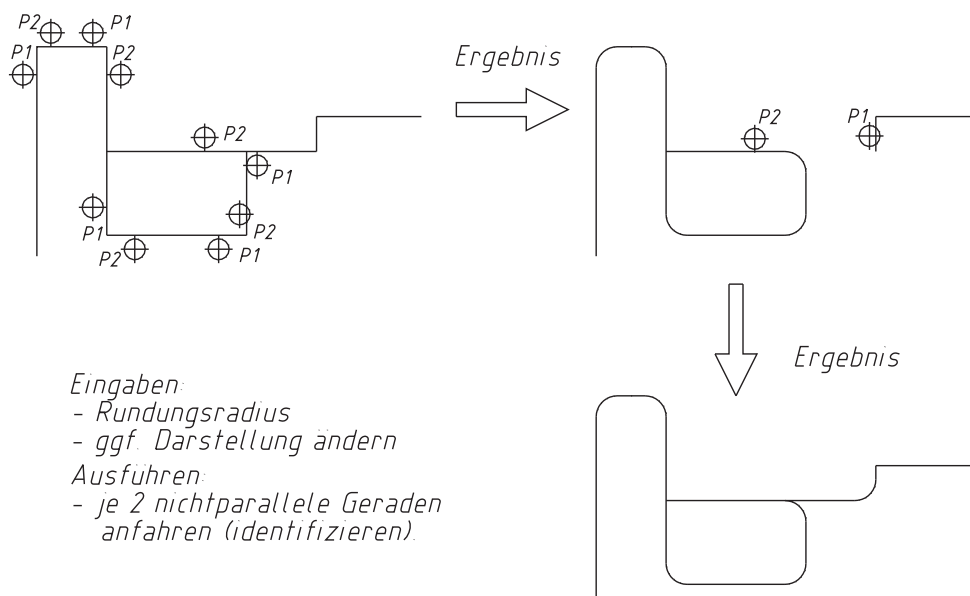 P2 P1
P1 P2
Ergebnis
P2
P1
P1
P2
P2 P1
P2
P1
Ergebnis
Eingaben:
- Rundungsradius
- ggf. Darstellung ändern
Ausführen:
- je 2 nichtparallele Geraden
anfahren (identifizieren).